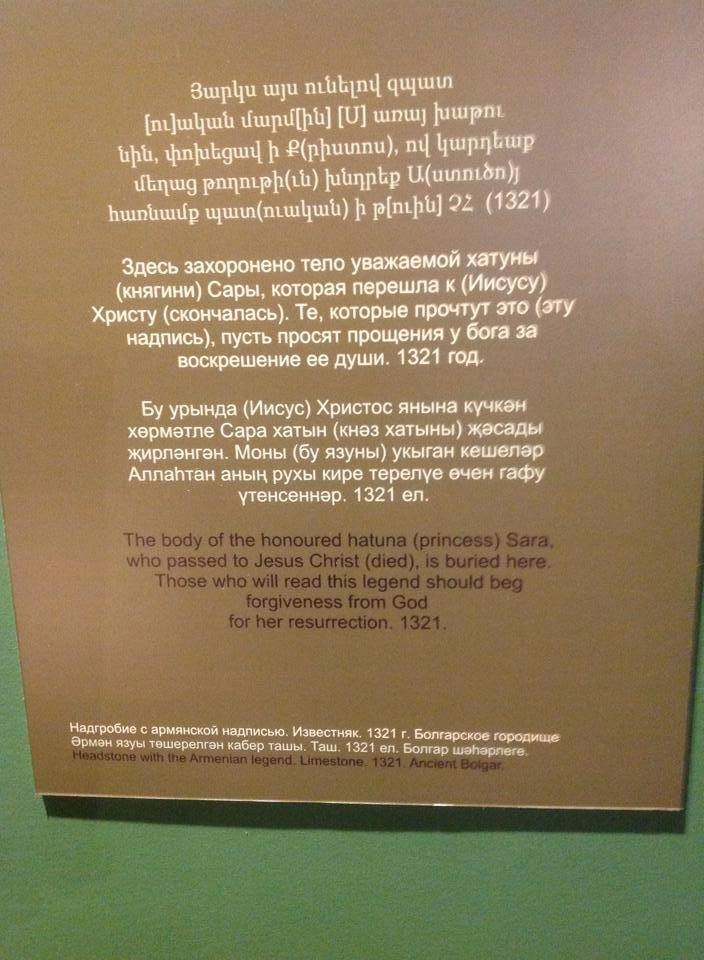 Յարկս այս ունելով զպատ
[ու]ական մարմ[ին] [Ս] առայ խաթու
նին, փոխեցավ ի Ք(րիստոս), ով կարդեաք
մեղաց թողութի(ւն) խնդրեք Ա(ստուծո)յ
հառնամք պատ(ուական) ի թ[ուին] ՉՀ (1321)
Здесь захоронено тело уважаемой хатуны
(княгини) Сары, которая перешла к (Иисусу)
Христу (скончалась). Те, которые прочтут это (эту
надпись), пусть просят прощения у бога за
воскрешение ее души. 1321 год.
Бу урында (Иисус) Христос янына күчкән
хөрмәтле Сара хатын (кнәз хатыны) җәсады
җирләнгән. Моны (бу язуны) укыган кешеләр
Аллаһтан аның рухы кире терелүе өчен гафу
үтенсеннәр. 1321 ел.
The body of the honoured hatuna (princess) Sara,
who passed to Jesus Christ (died), is buried here.
Those who will read this legend should beg
forgiveness from God
for her resurrection. 1321.
Надгробие с армянской надписью. Известняк. 1321 г. Болгарское городище
Әрмән язуы төшерелгән кабер ташы. Таш. 1321 ел. Болгар шәһәрлеге.
Headstone with the Armenian legend. Limestone. 1321. Ancient Bolgar.